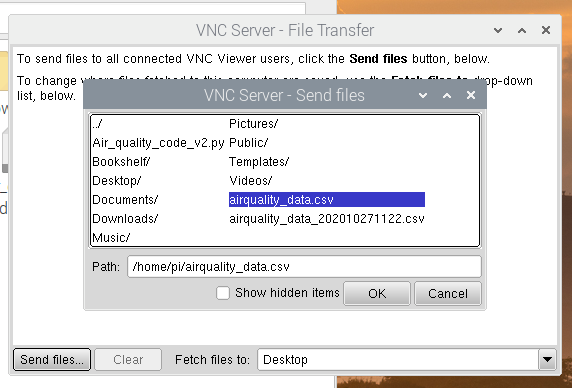 VNC Server - File Transfer
To send files to all connected VNC Viewer users, click the Send files button, below.
To change where files fetched to this computer are saved, use the Fetch files to drop-down
list, below.
VNC Server - Send files
../ Pictures/
Air_quality_code_v2.py Public/
Bookshelf/ Templates/
Desktop/ Videos/
Documents/ airquality_data.csv
Downloads/ airquality_data_202010271122.csv
Music/
Path: /home/pi/airquality_data.csv
Show hidden items OK Cancel
Send files... Clear Fetch files to: Desktop